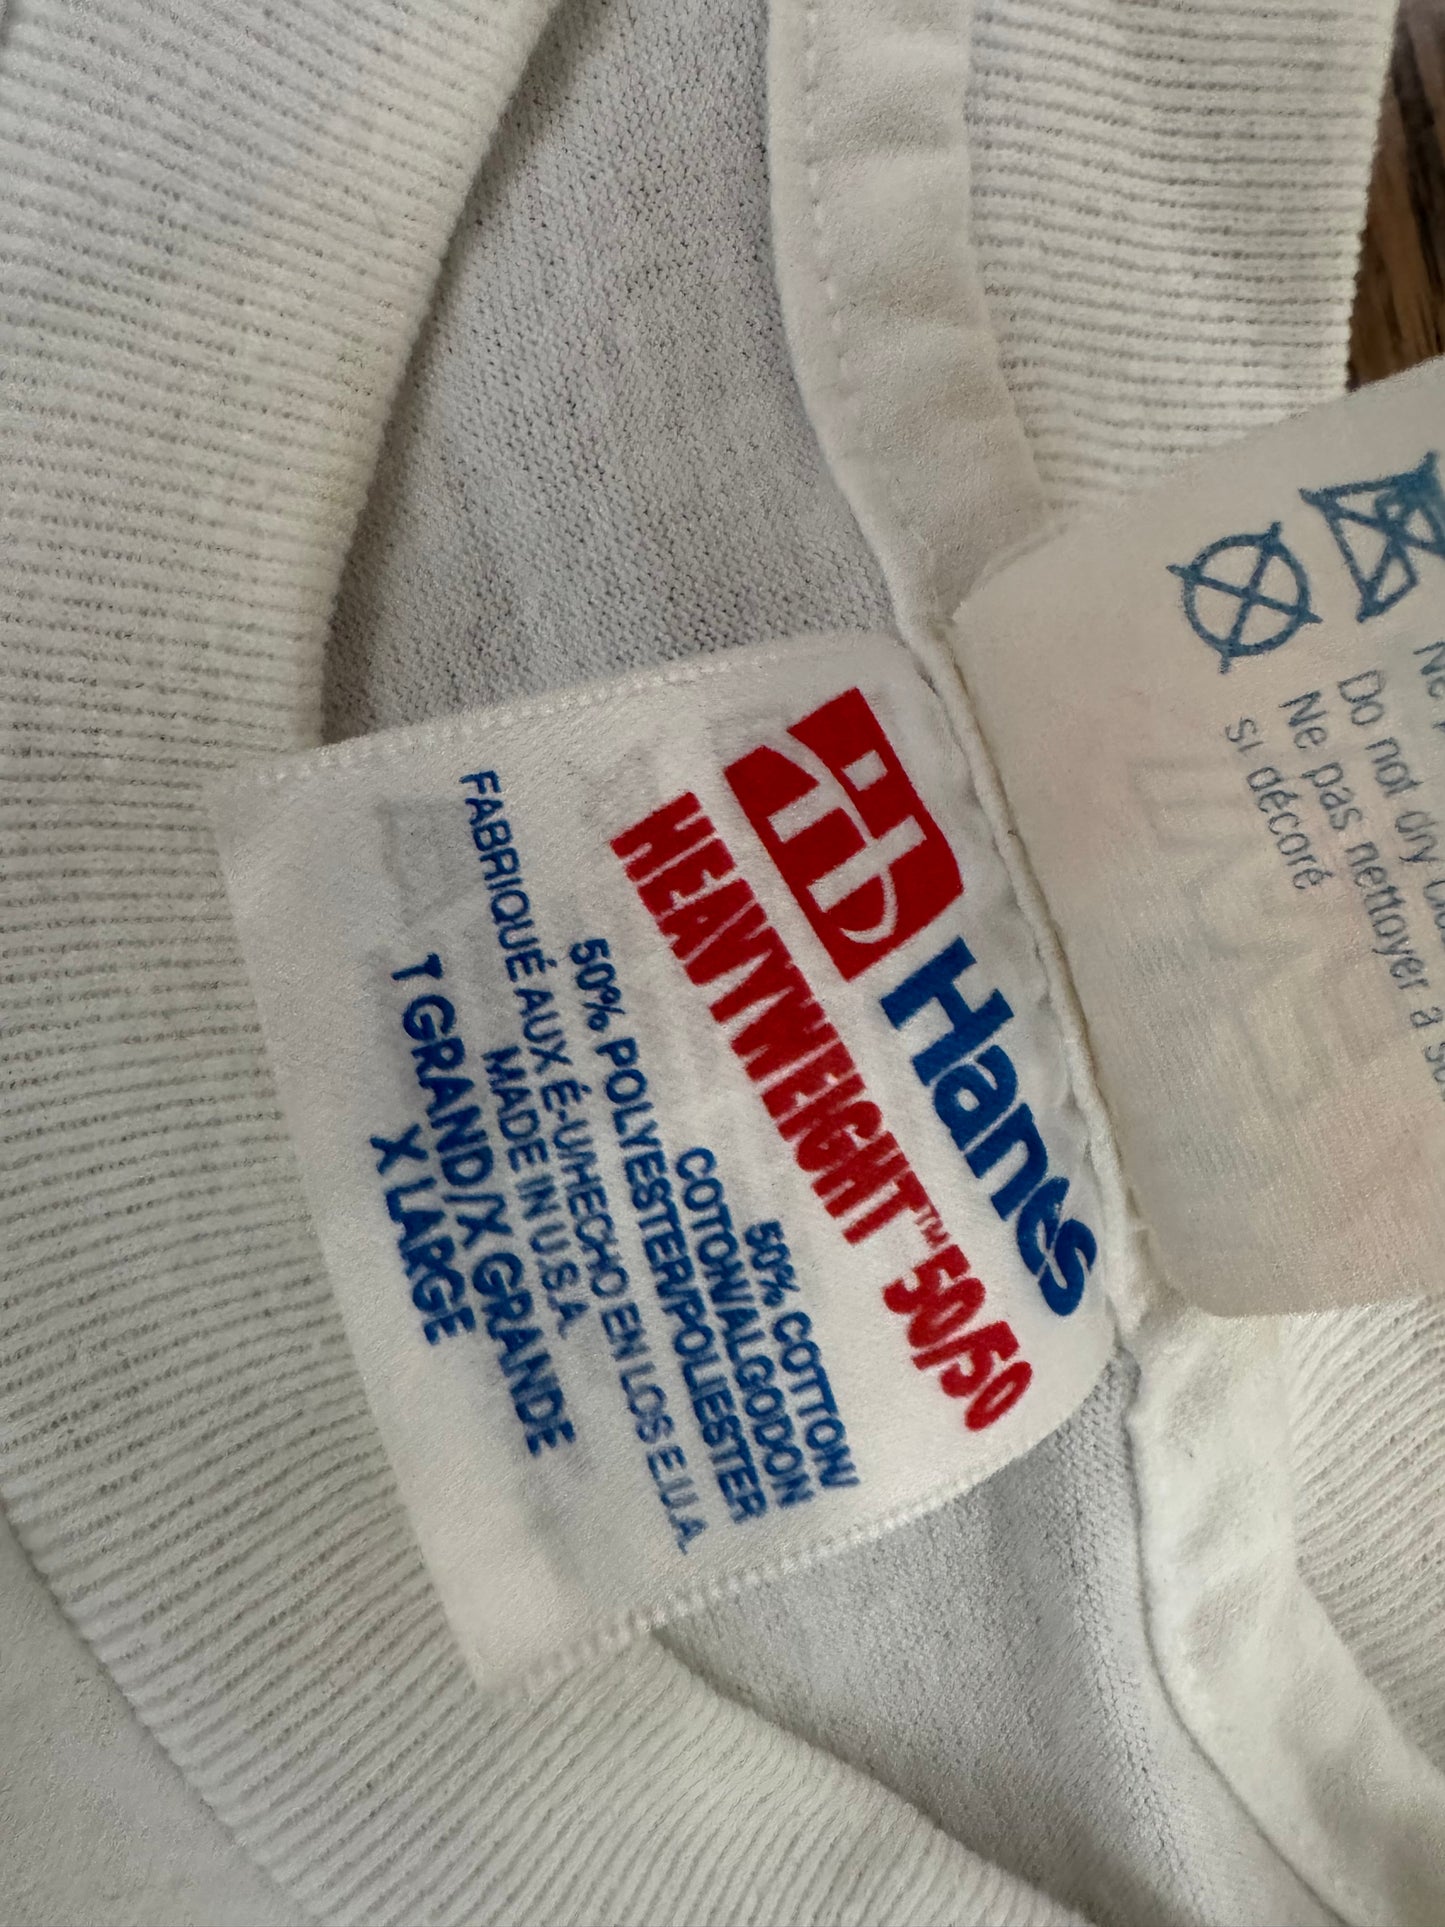 Hanes
HEAVYWEIGHT™ 50/50
50% COTTON/
COTON/ALGODON
50% POLYESTER/POLIESTER
FABRIQUÉ AUX É-U/HECHO EN LOS E.U.A.
MADE IN U.S.A.
T GRAND/X GRANDE
X LARGE
Do not dry
Ne pas nettoyer a
si décoré